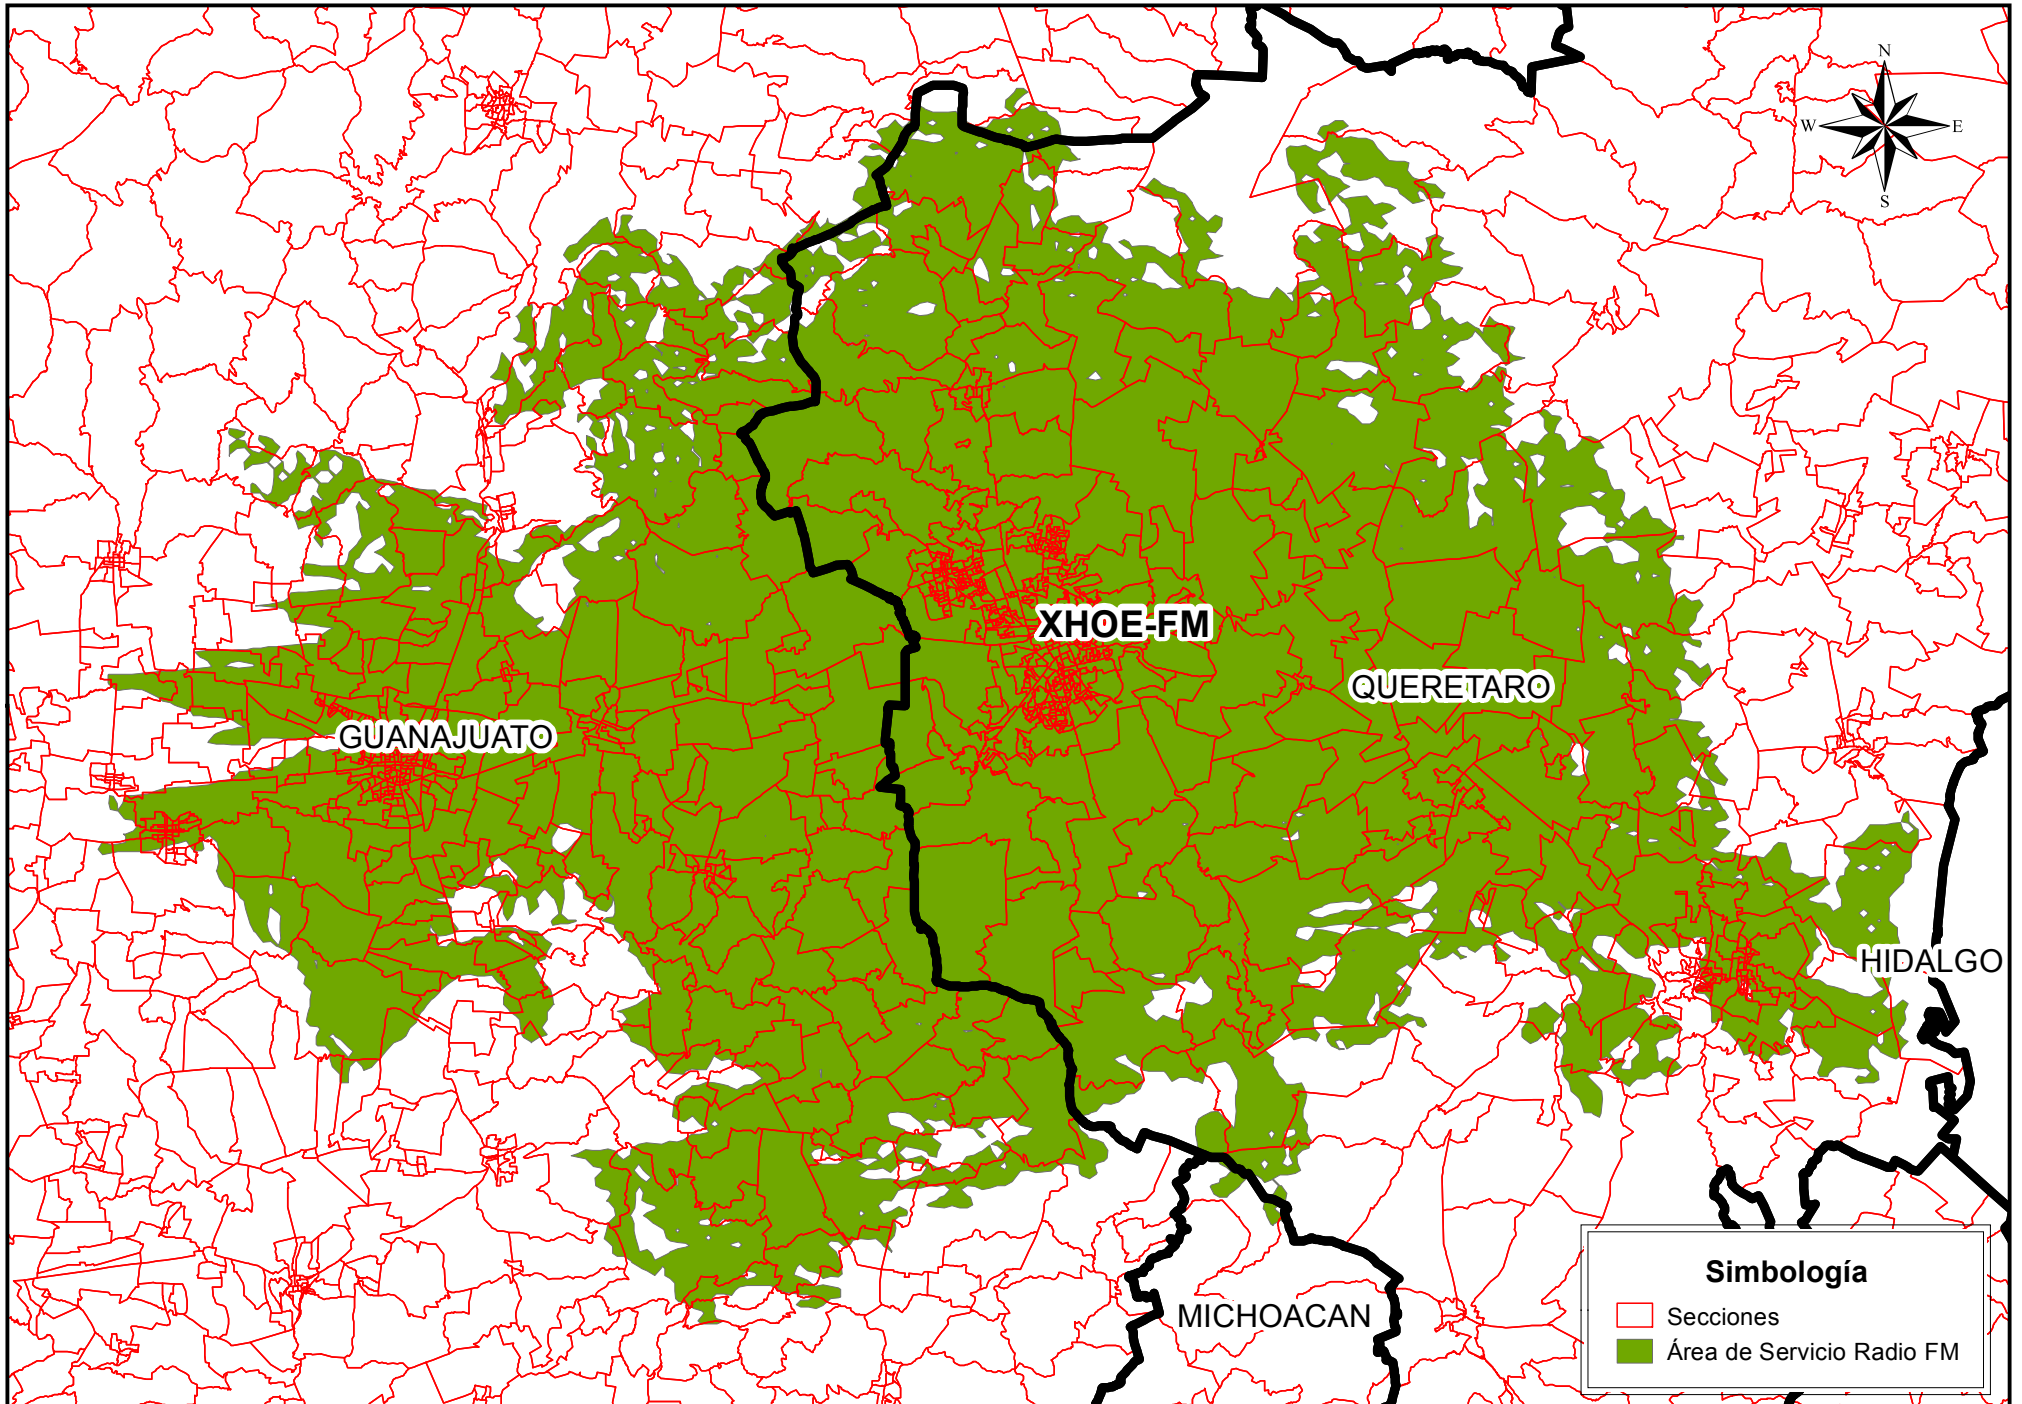 N
W E
S
XHOE-FM
QUERETARO
GUANAJUATO
HIDALGO
MICHOACAN
Simbología
Secciones
Área de Servicio Radio FM